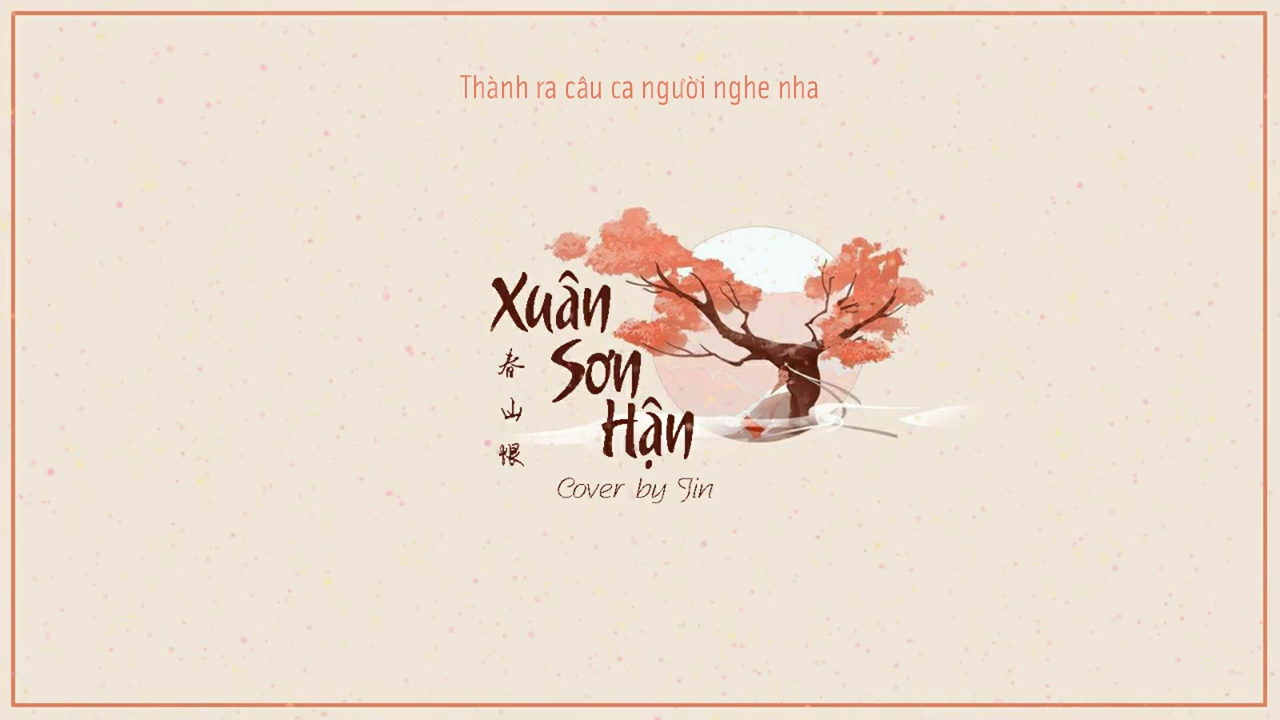 Thành ra câu ca người nghe nha
Xuân
Sơn
Hận
春
山
恨
Cover by Jin